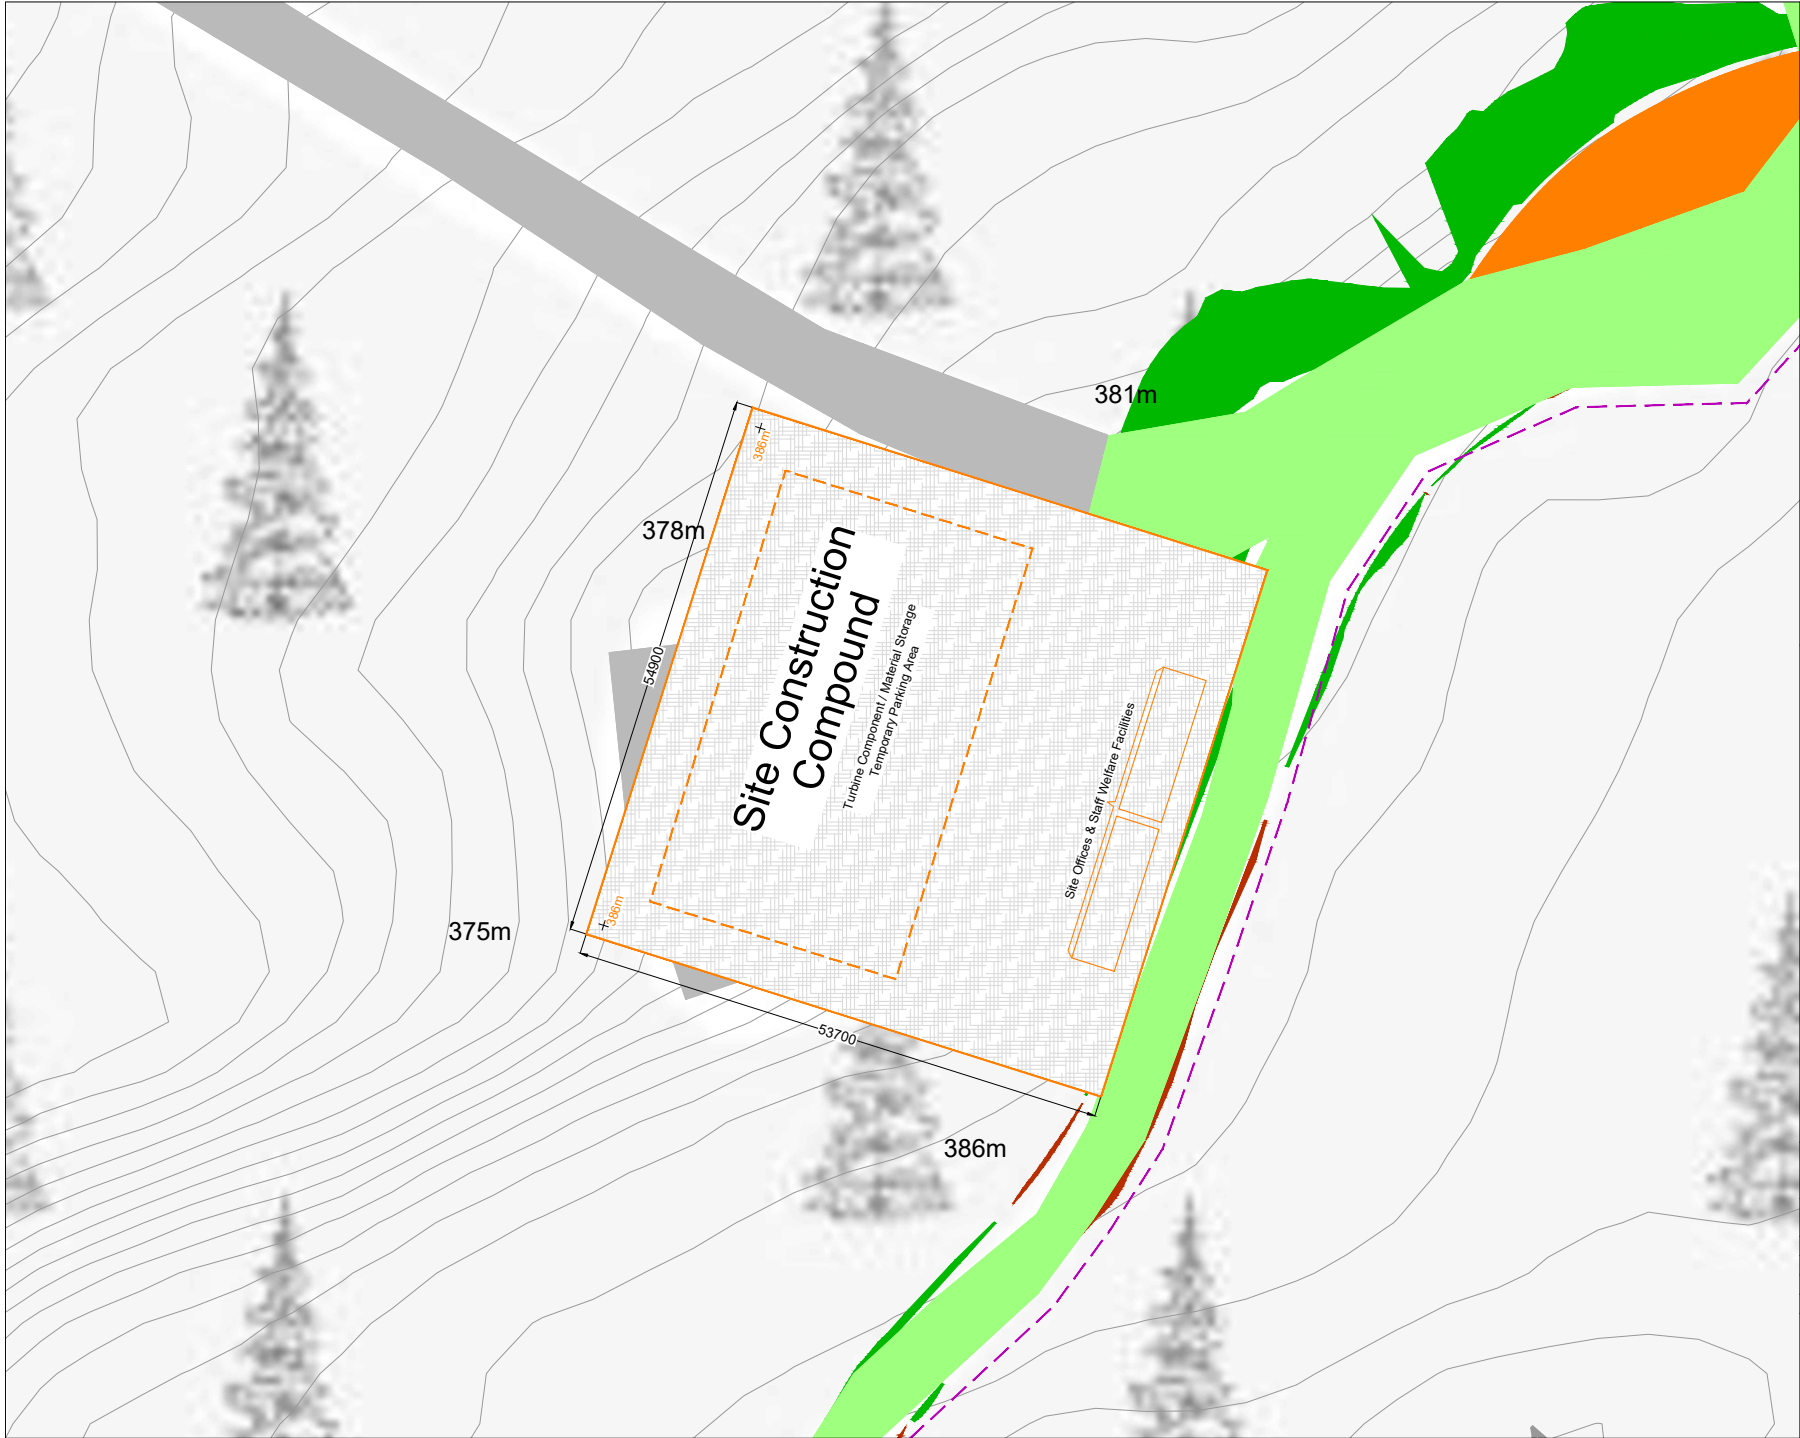 381m
386m
378m
Site Construction
Compound
Turbine Component / Material Storage
Temporary Parking Area
54900
Site Offices & Staff Welfare Facilities
386m
375m
53700
386m